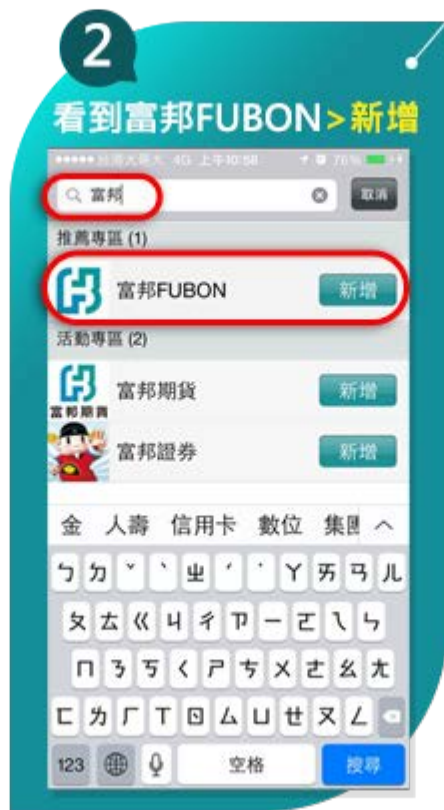 2
看到富邦FUBON>新增
4G 上午10:58 76%
富邦 取消
推薦專區 (1)
富邦FUBON 新增
活動專區 (2)
富邦期貨
富邦期貨 新增
富邦證券 新增
金 人壽 信用卡 數位 集團
ㄅ ㄉ ˇ ˋ ㄓ ˊ ˙ ㄚ ㄞ ㄢ ㄦ
ㄆ ㄊ ㄍ ㄐ ㄔ ㄗ ㄧ ㄛ ㄟ ㄣ
ㄇ ㄋ ㄎ ㄑ ㄕ ㄘ ㄨ ㄜ ㄠ ㄤ
ㄈ ㄌ ㄏ ㄒ ㄖ ㄙ ㄩ ㄝ ㄡ ㄥ
123 空格 搜尋